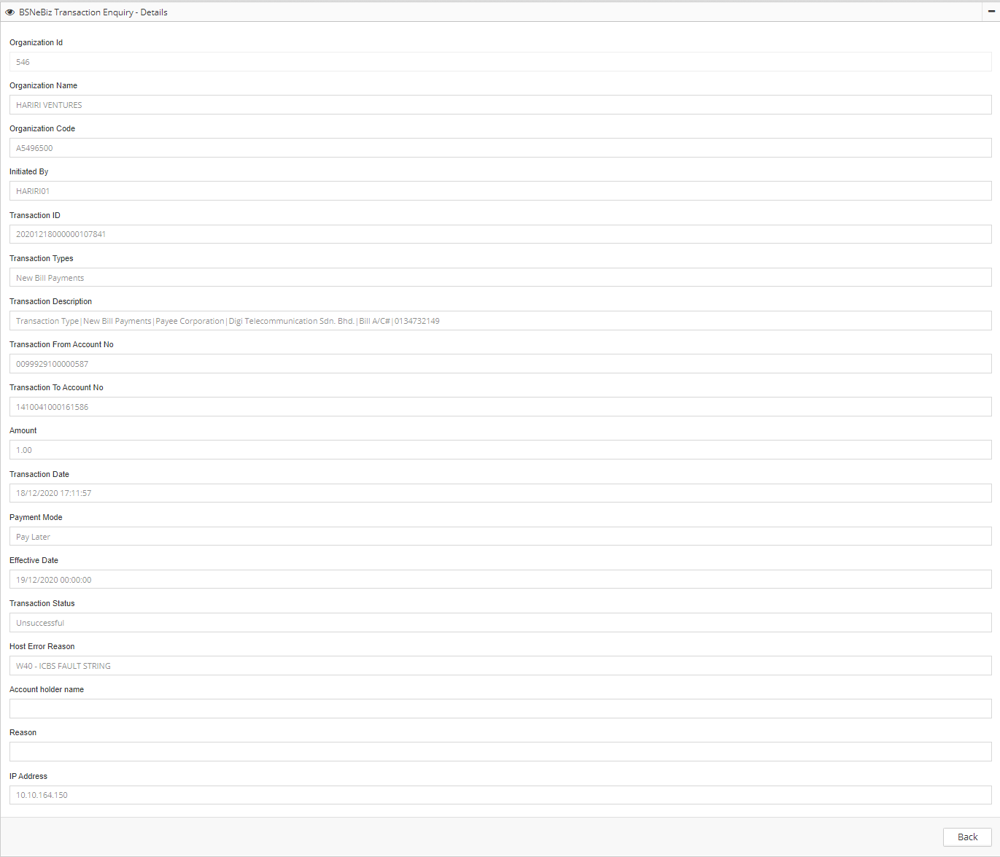 BSNeBiz Transaction Enquiry - Details
Organization Id
546
Organization Name
HARIRI VENTURES
Organization Code
A5496500
Initiated By
HARIRI01
Transaction ID
20201218000000107841
Transaction Types
New Bill Payments
Transaction Description
Transaction Type|New Bill Payments|Payee Corporation|Digi Telecommunication Sdn. Bhd.|Bill A/C#|0134732149
Transaction From Account No
0099929100000587
Transaction To Account No
1410041000161586
Amount
1.00
Transaction Date
18/12/2020 17:11:57
Payment Mode
Pay Later
Effective Date
19/12/2020 00:00:00
Transaction Status
Unsuccessful
Host Error Reason
W40 - ICBS FAULT STRING
Account holder name
Reason
IP Address
10.10.164.150
Back